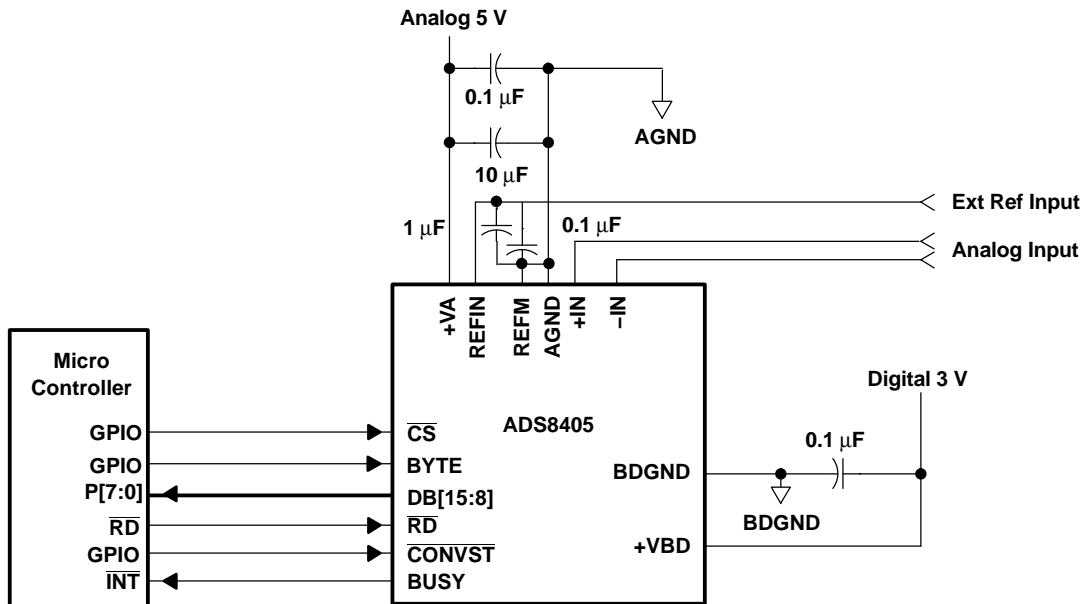 Analog 5 V
0.1 μF
AGND
10 μF
Ext Ref Input
1 μF
0.1 μF
Analog Input
+VA
REFIN
REFM
AGND
+IN
−IN
Micro
Controller
Digital 3 V
GPIO
CS
ADS8405
0.1 μF
GPIO
BYTE
BDGND
P[7:0]
DB[15:8]
BDGND
RD
RD
GPIO
CONVST
+VBD
INT
BUSY